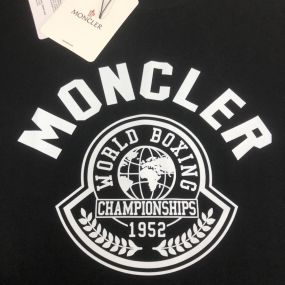 MONCLER
MONCLER
WORLD BOXING
CHAMPIONSHIPS
1952